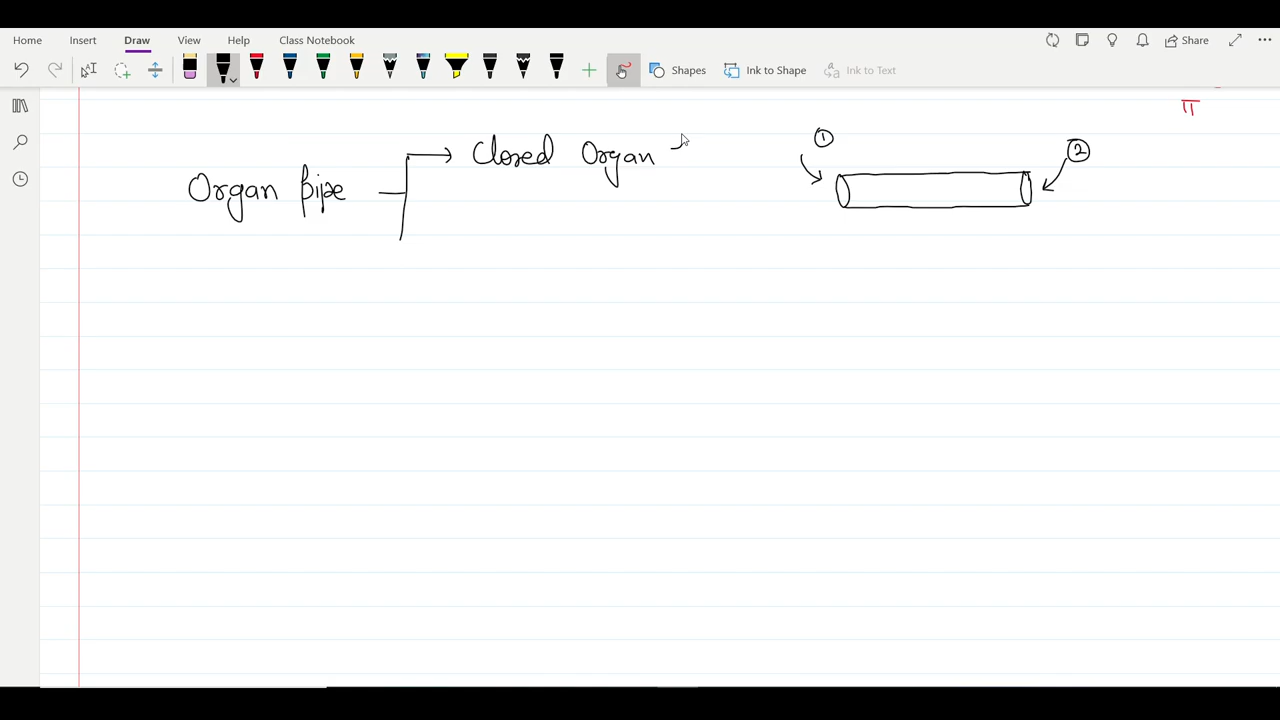 Home Insert Draw View Help Class Notebook Share
Shapes Ink to Shape Ink to Text
Closed Organ
Organ pipe
① ②